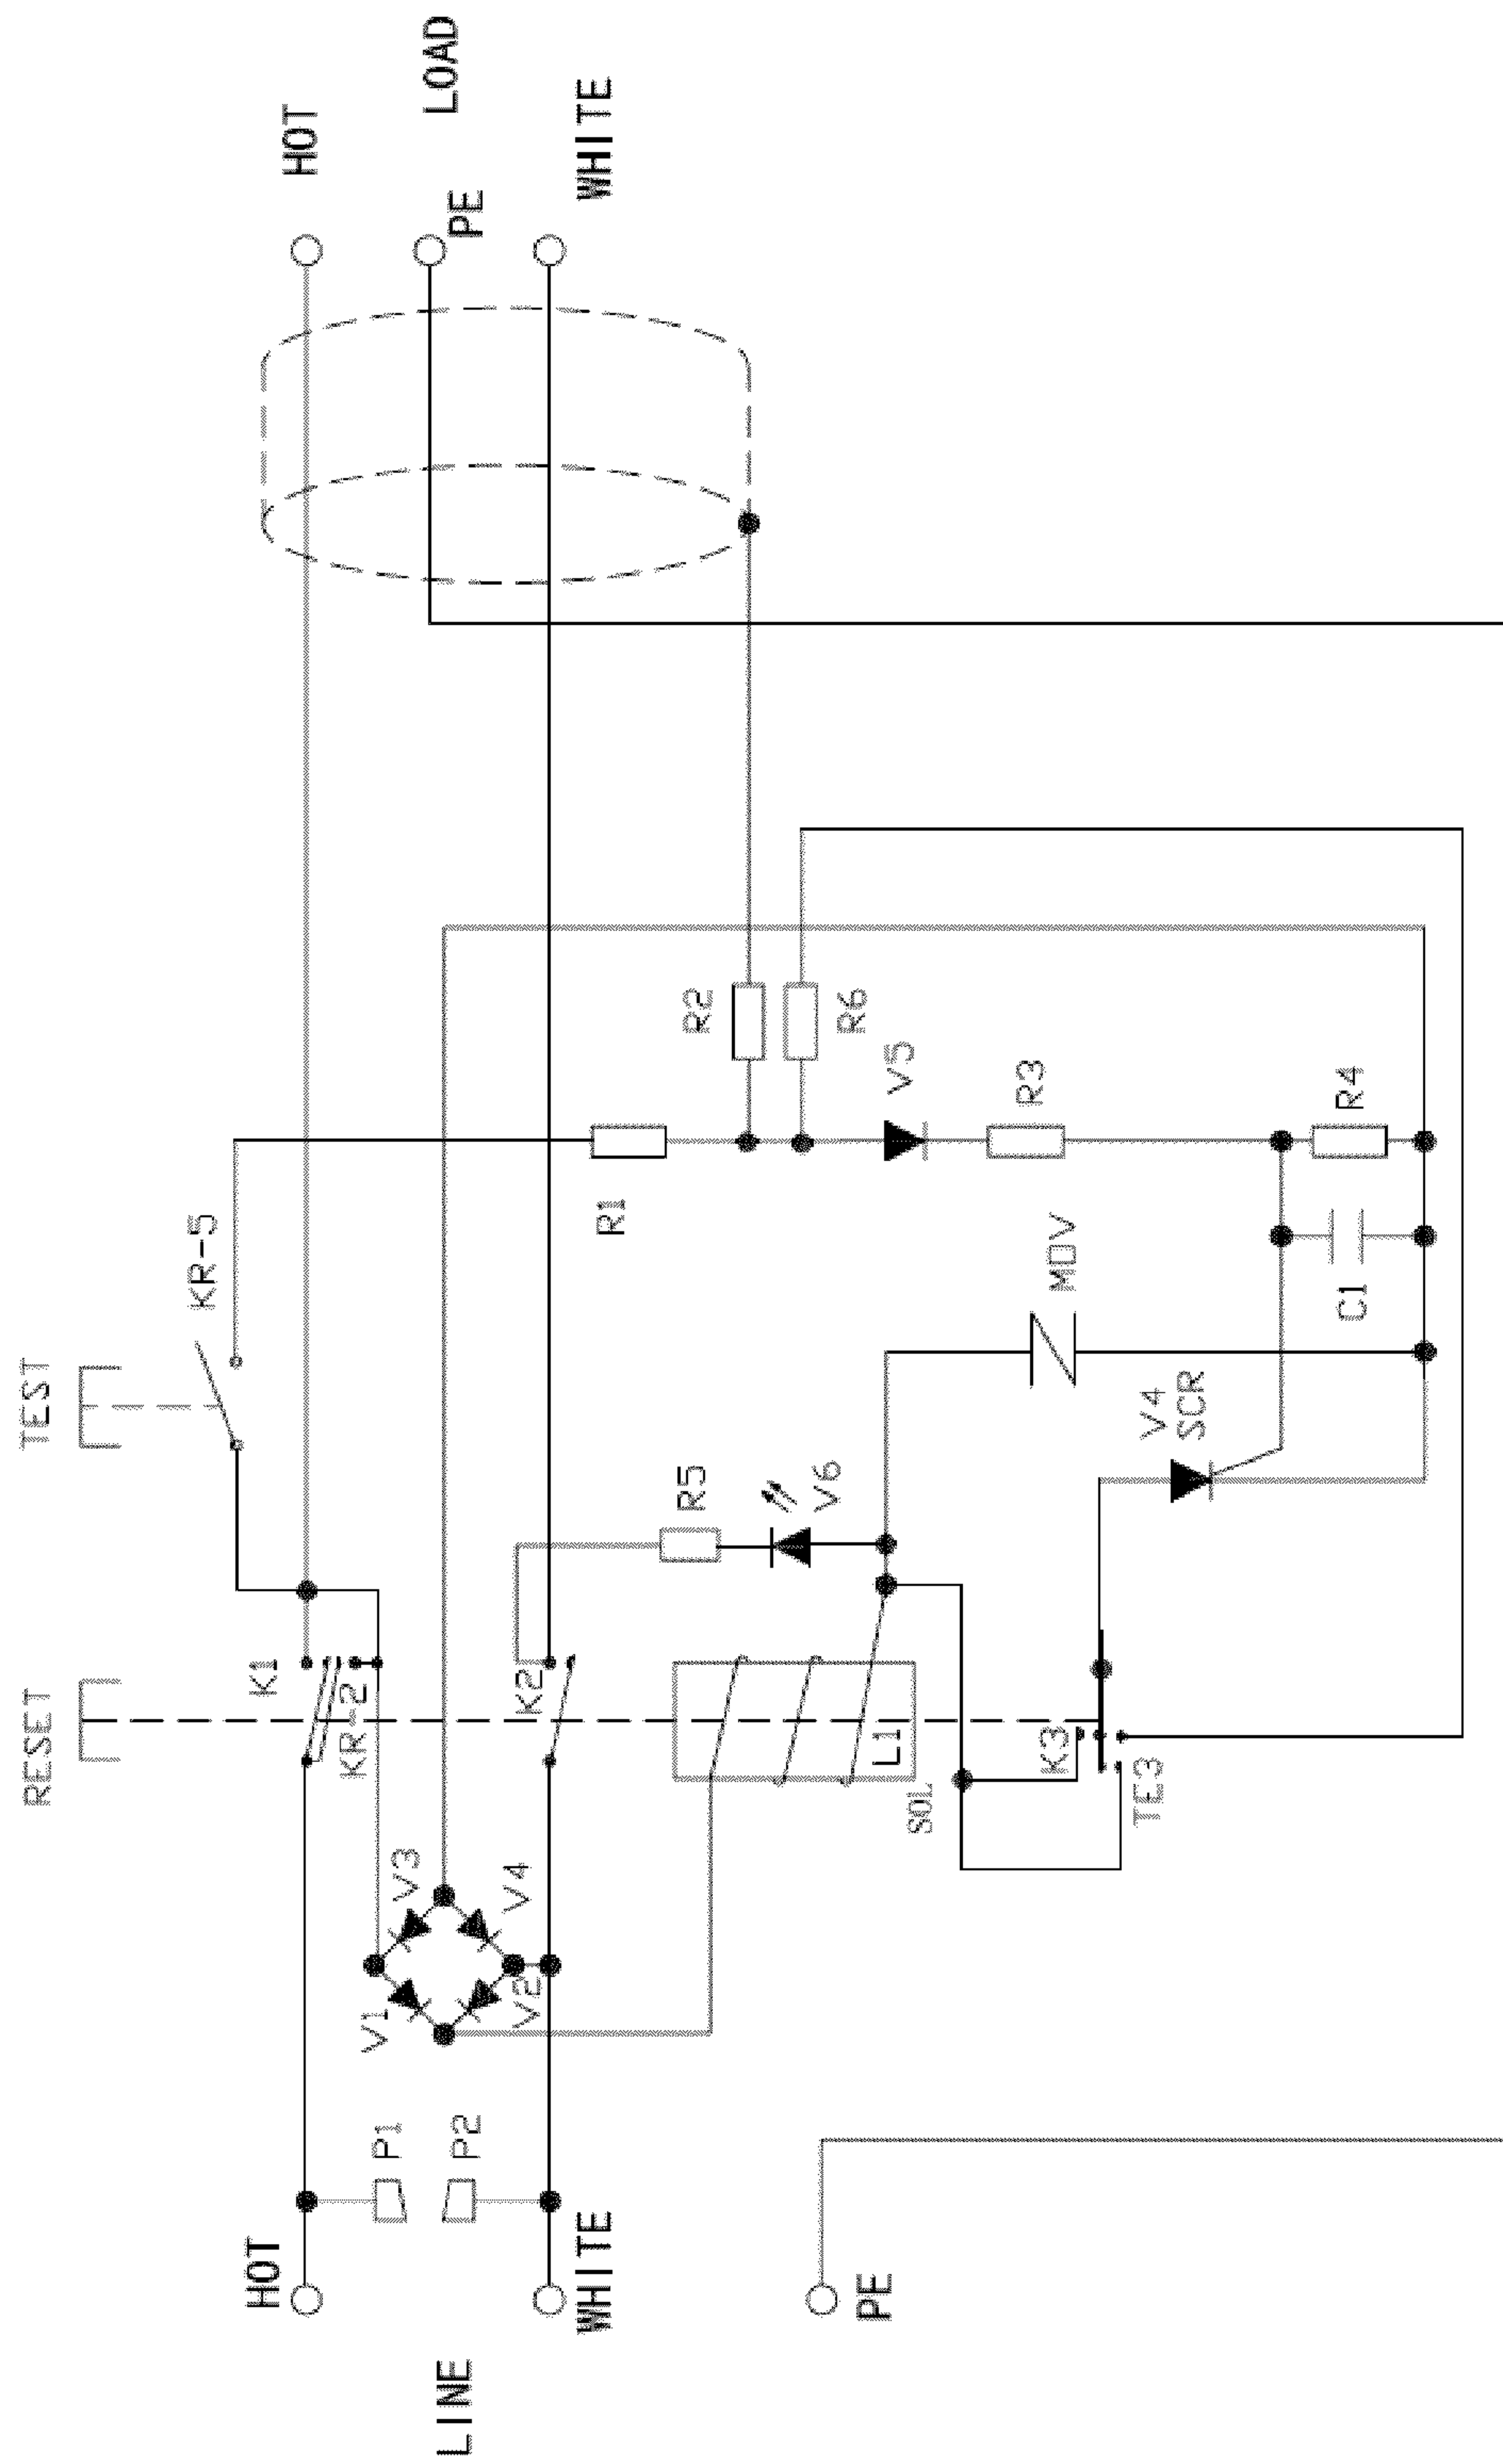 RESET
TEST
LINE
HOT
WHITE
PE
P1
P2
V1
V3
V2
V4
K1
KR-2
K2
KR-5
R5
V6
L1
SOL
K3
TE3
V4
SCR
MOV
C1
R1
R2
R6
V5
R3
R4
HOT
PE
LOAD
WHITE